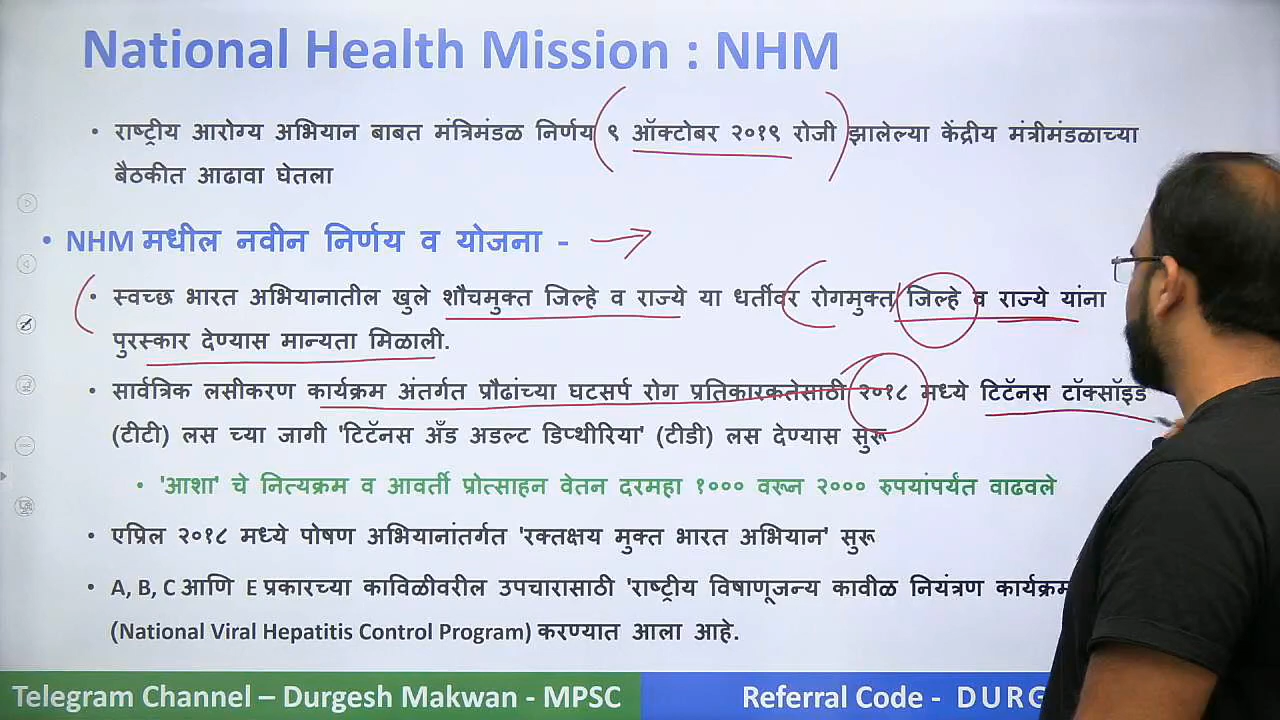 National Health Mission : NHM
• राष्ट्रीय आरोग्य अभियान बाबत मंत्रिमंडळ निर्णय ९ ऑक्टोबर २०१९ रोजी झालेल्या केंद्रीय मंत्रीमंडळाच्या
बैठकीत आढावा घेतला
• NHM मधील नवीन निर्णय व योजना -
• स्वच्छ भारत अभियानातील खुले शौचमुक्त जिल्हे व राज्ये या धर्तीवर रोगमुक्त जिल्हे व राज्ये यांना
पुरस्कार देण्यास मान्यता मिळाली.
• सार्वत्रिक लसीकरण कार्यक्रम अंतर्गत प्रौढांच्या घटसर्प रोग प्रतिकारकतेसाठी २०१८ मध्ये टिटॅनस टॉक्सॉइड
(टीटी) लस च्या जागी 'टिटॅनस अँड अडल्ट डिप्थीरिया' (टीडी) लस देण्यास सुरू
• 'आशा' चे नित्यक्रम व आवर्ती प्रोत्साहन वेतन दरमहा १००० वरून २००० रुपयांपर्यंत वाढवले
• एप्रिल २०१८ मध्ये पोषण अभियानांतर्गत 'रक्तक्षय मुक्त भारत अभियान' सुरू
• A, B, C आणि E प्रकारच्या काविळीवरील उपचारासाठी 'राष्ट्रीय विषाणूजन्य कावीळ नियंत्रण कार्यक्रम
(National Viral Hepatitis Control Program) करण्यात आला आहे.
Telegram Channel – Durgesh Makwan - MPSC
Referral Code - DURG